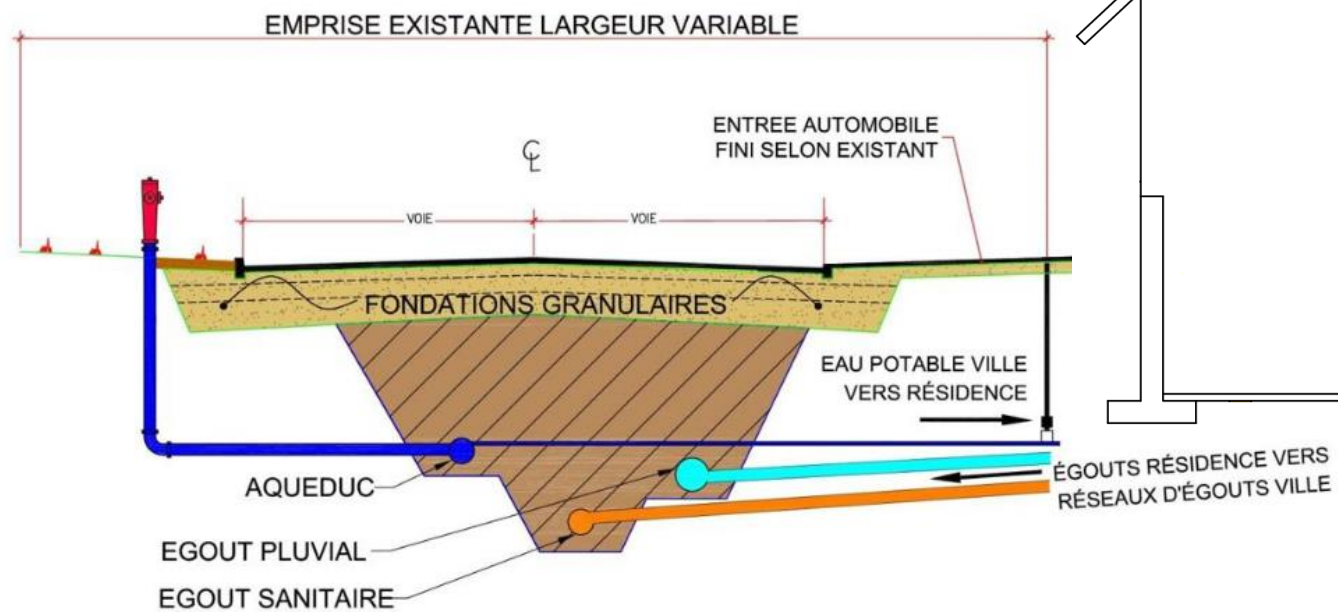 EMPRISE EXISTANTE LARGEUR VARIABLE
ENTREE AUTOMOBILE
FINI SELON EXISTANT
CL
VOIE
VOIE
FONDATIONS GRANULAIRES
EAU POTABLE VILLE
VERS RÉSIDENCE
AQUEDUC
ÉGOUTS RÉSIDENCE VERS
RÉSEAUX D'ÉGOUTS VILLE
EGOUT PLUVIAL
EGOUT SANITAIRE